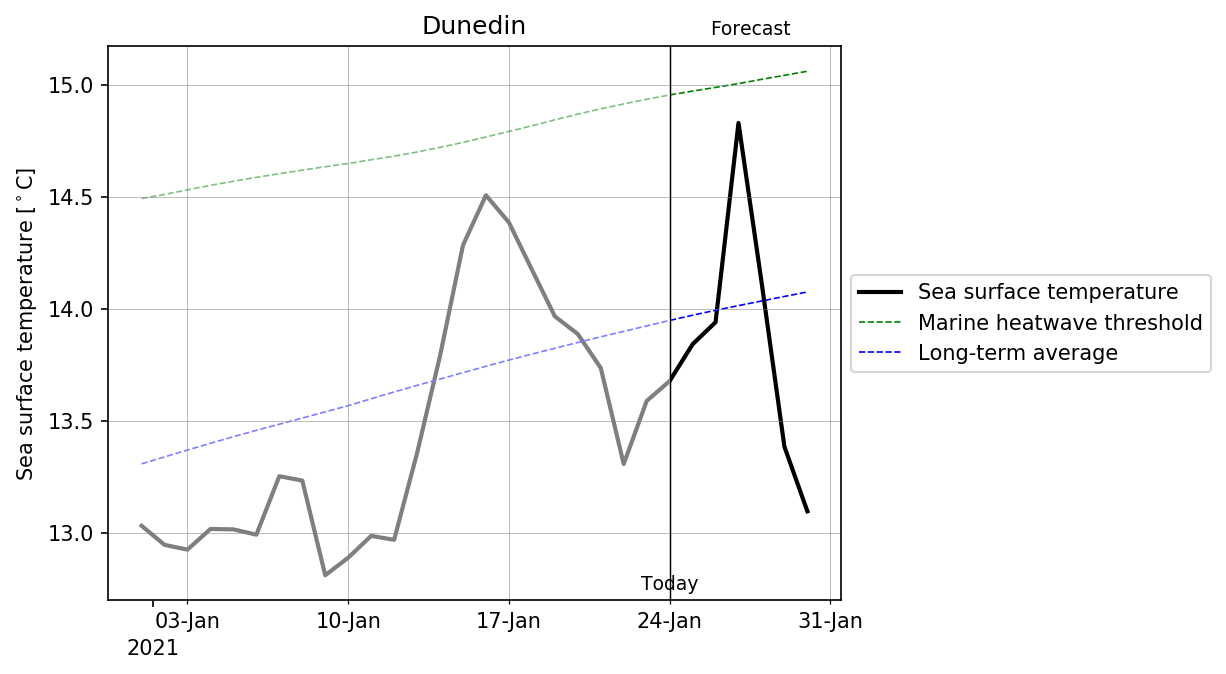 Dunedin
Forecast
Sea surface temperature [°C]
15.0
14.5
14.0
13.5
13.0
Today
03-Jan
10-Jan
17-Jan
24-Jan
31-Jan
2021
Sea surface temperature
Marine heatwave threshold
Long-term average